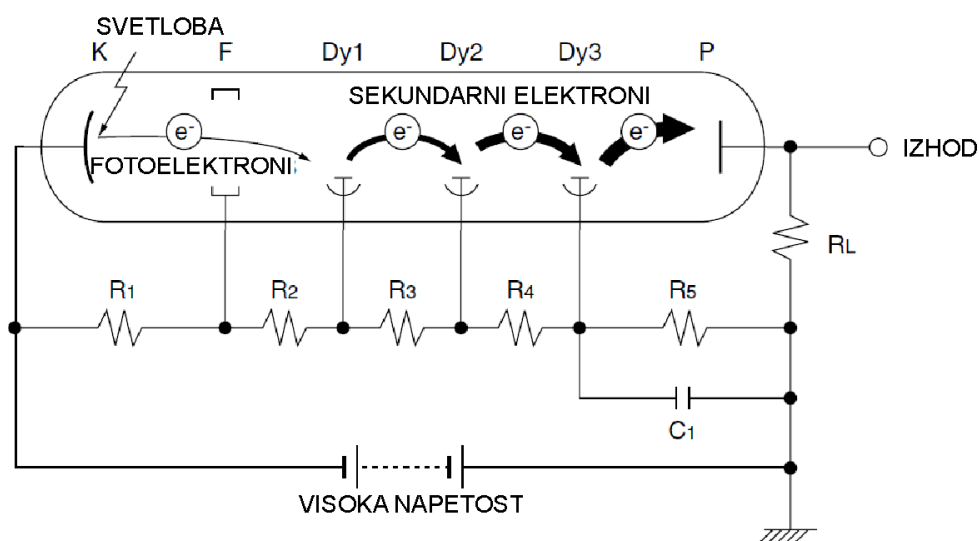 SVETLOBA
K F Dy1 Dy2 Dy3 P
SEKUNDARNI ELEKTRONI
e- e- e- e-
FOTOELEKTRONI
IZHOD
RL
R1 R2 R3 R4 R5
C1
VISOKA NAPETOST